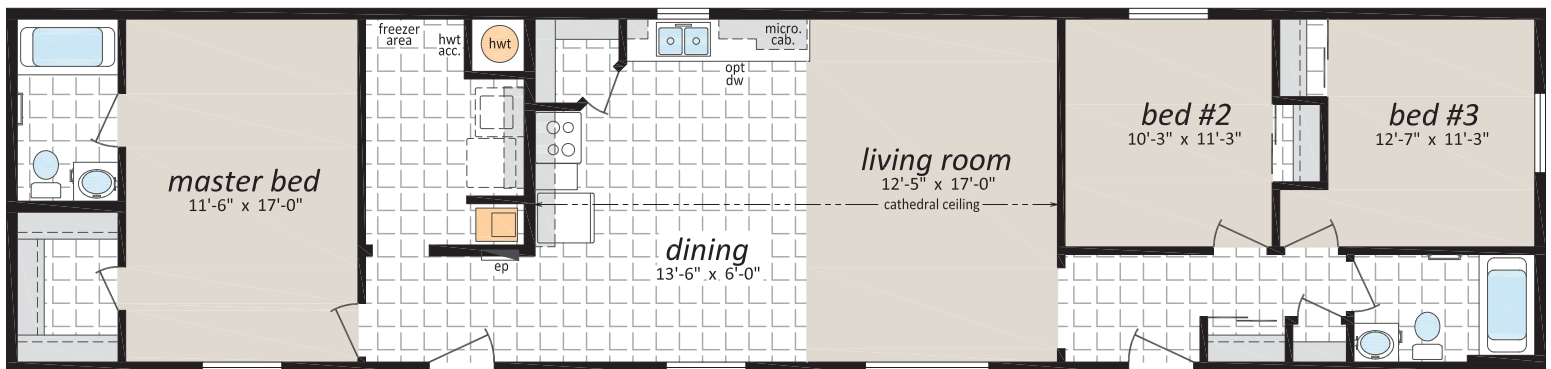 master bed
11'-6" x 17'-0"
freezer
area
hwt
acc.
hwt
ep
micro.
cab.
opt
dw
dining
13'-6" x 6'-0"
living room
12'-5" x 17'-0"
cathedral ceiling
bed #2
10'-3" x 11'-3"
bed #3
12'-7" x 11'-3"